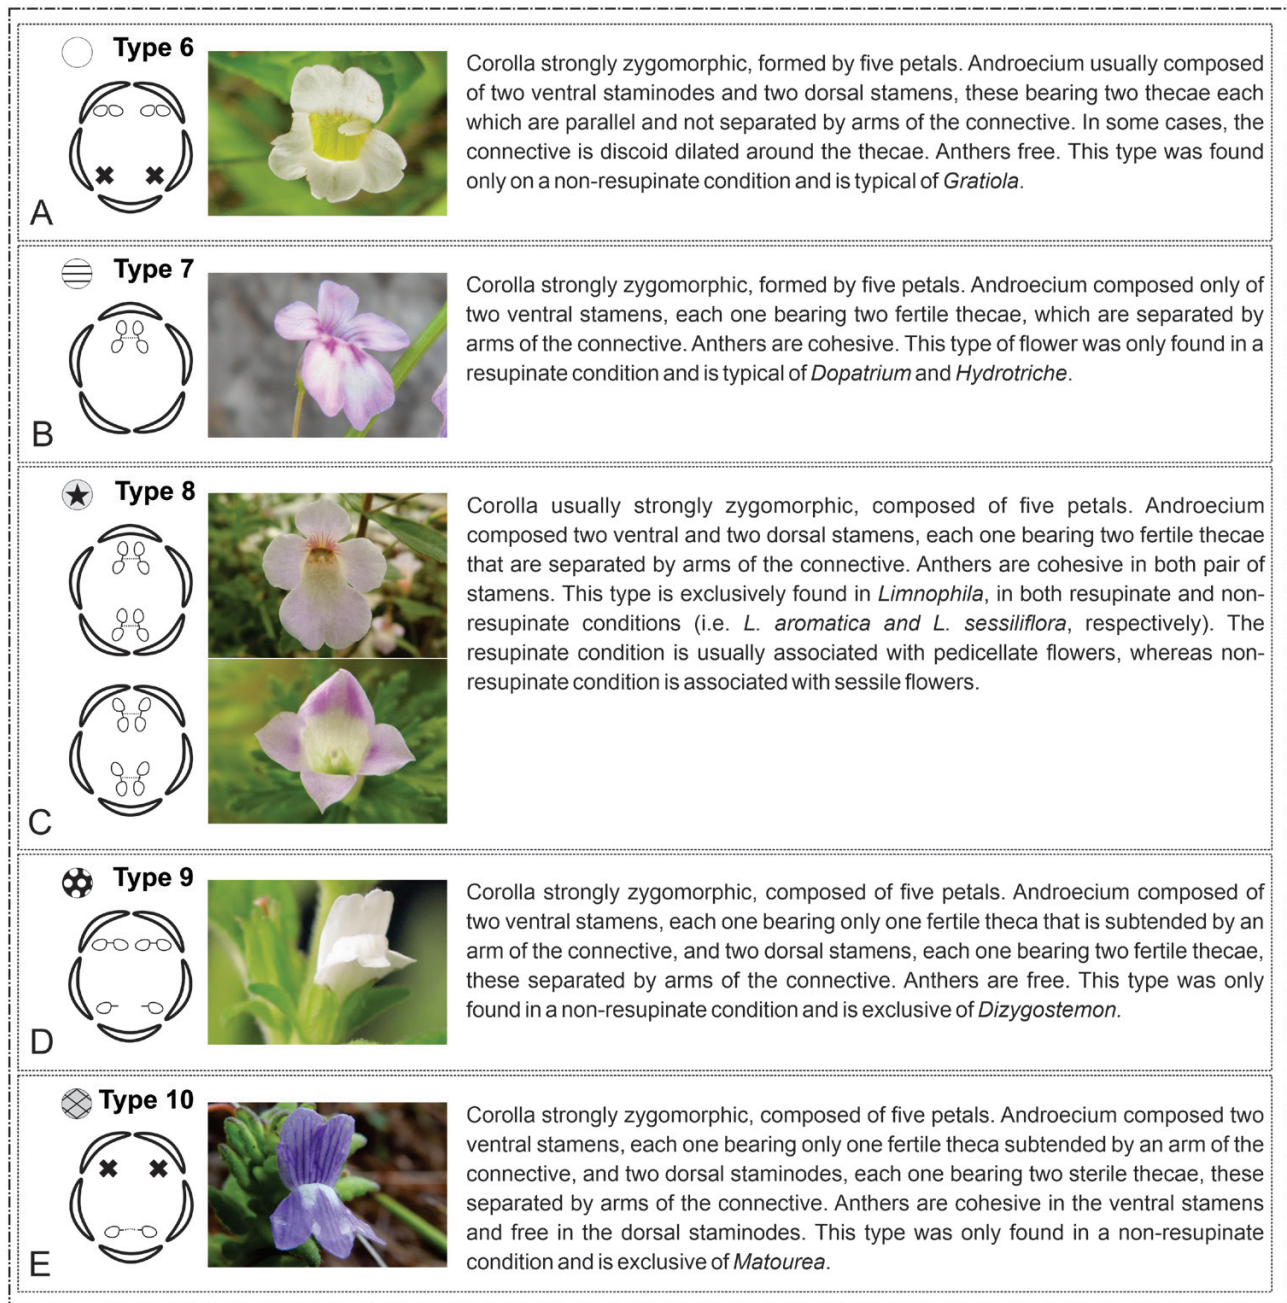 Type 6
Corolla strongly zygomorphic, formed by five petals. Androecium usually composed
of two ventral staminodes and two dorsal stamens, these bearing two thecae each
which are parallel and not separated by arms of the connective. In some cases, the
connective is discoid dilated around the thecae. Anthers free. This type was found
only on a non-resupinate condition and is typical of Gratiola.
A
Type 7
Corolla strongly zygomorphic, formed by five petals. Androecium composed only of
two ventral stamens, each one bearing two fertile thecae, which are separated by
arms of the connective. Anthers are cohesive. This type of flower was only found in a
resupinate condition and is typical of Dopatrium and Hydrotriche.
B
Type 8
Corolla usually strongly zygomorphic, composed of five petals. Androecium
composed two ventral and two dorsal stamens, each one bearing two fertile thecae
that are separated by arms of the connective. Anthers are cohesive in both pair of
stamens. This type is exclusively found in Limnophila, in both resupinate and non-
resupinate conditions (i.e. L. aromatica and L. sessiliflora, respectively). The
resupinate condition is usually associated with pedicellate flowers, whereas non-
resupinate condition is associated with sessile flowers.
C
Type 9
Corolla strongly zygomorphic, composed of five petals. Androecium composed of
two ventral stamens, each one bearing only one fertile theca that is subtended by an
arm of the connective, and two dorsal stamens, each one bearing two fertile thecae,
these separated by arms of the connective. Anthers are free. This type was only
found in a non-resupinate condition and is exclusive of Dizygostemon.
D
Type 10
Corolla strongly zygomorphic, composed of five petals. Androecium composed two
ventral stamens, each one bearing only one fertile theca subtended by an arm of the
connective, and two dorsal staminodes, each one bearing two sterile thecae, these
separated by arms of the connective. Anthers are cohesive in the ventral stamens
and free in the dorsal staminodes. This type was only found in a non-resupinate
condition and is exclusive of Matourea.
E